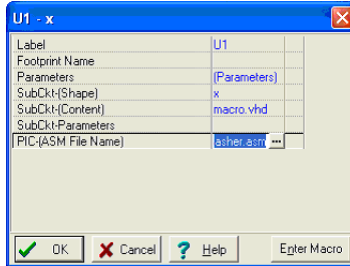 U1 - x
Label U1
Footprint Name
Parameters (Parameters)
SubCkt-(Shape) x
SubCkt-(Content) macro.vhd
SubCkt-Parameters
PIC-(ASM File Name) asher.asm ...
OK Cancel ? Help Enter Macro